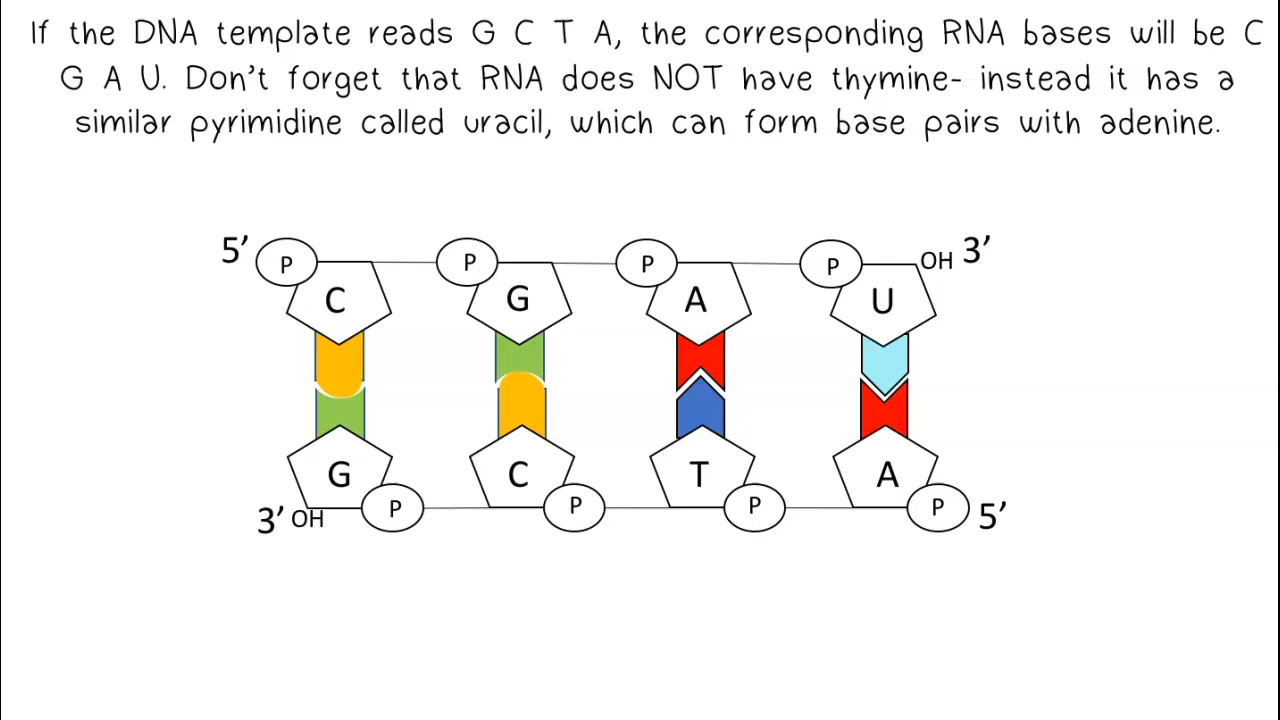 If the DNA template reads G C T A, the corresponding RNA bases will be C
G A U. Don't forget that RNA does NOT have thymine- instead it has a
similar pyrimidine called uracil, which can form base pairs with adenine.
5' P P P P OH 3'
C G A U
G C T A
3' OH P P P P 5'